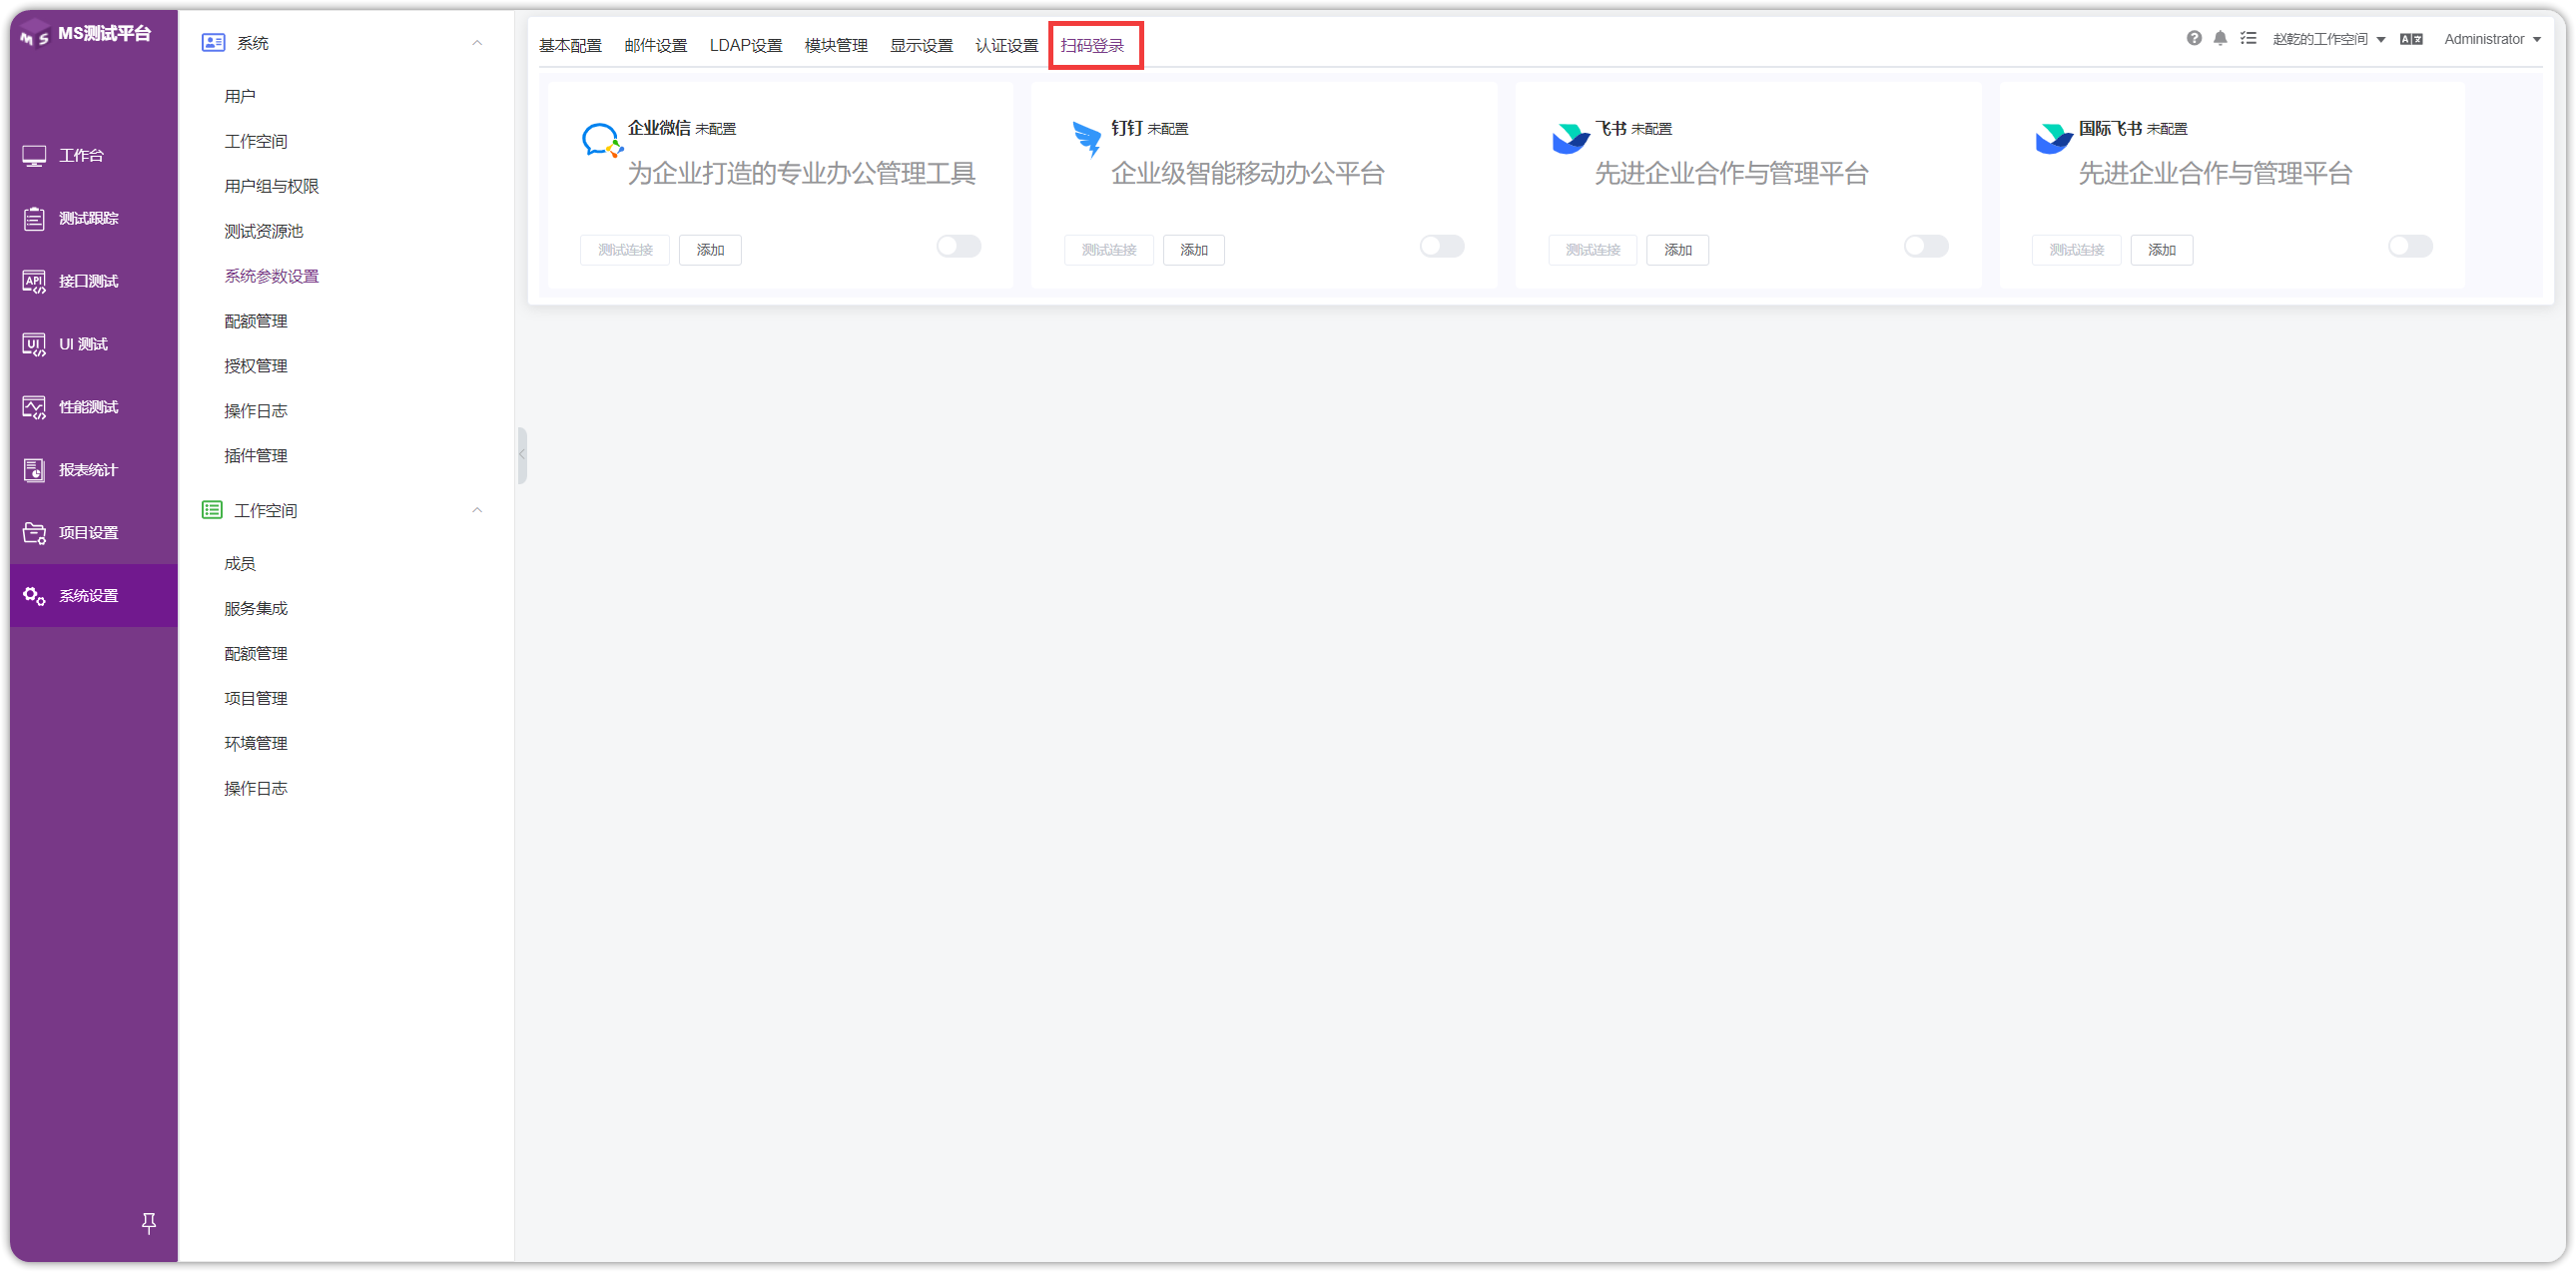 MS测试平台
工作台
测试跟踪
API
接口测试
UI
UI 测试
性能测试
报表统计
项目设置
系统设置
系统
用户
工作空间
用户组与权限
测试资源池
系统参数设置
配额管理
授权管理
操作日志
插件管理
工作空间
成员
服务集成
配额管理
项目管理
环境管理
操作日志
基本配置 邮件设置 LDAP设置 模块管理 显示设置 认证设置 扫码登录
赵乾的工作空间 Administrator
企业微信 未配置
为企业打造的专业办公管理工具
测试连接 添加
钉钉 未配置
企业级智能移动办公平台
测试连接 添加
飞书 未配置
先进企业合作与管理平台
测试连接 添加
国际飞书 未配置
先进企业合作与管理平台
测试连接 添加